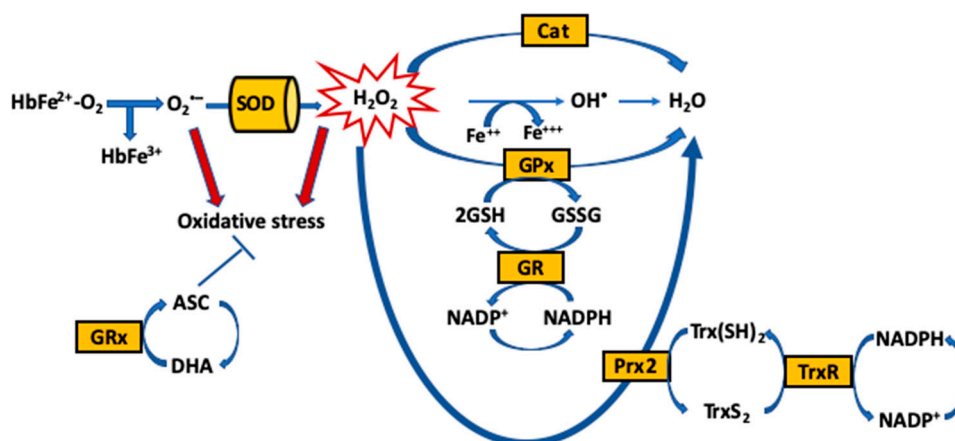 Cat
HbFe²⁺-O₂
O₂•−
SOD
H₂O₂
OH•
H₂O
HbFe³⁺
Fe⁺⁺
Fe⁺⁺⁺
GPx
Oxidative stress
2GSH
GSSG
GR
ASC
GRx
DHA
NADP⁺
NADPH
Prx2
Trx(SH)₂
TrxR
NADPH
TrxS₂
NADP⁺